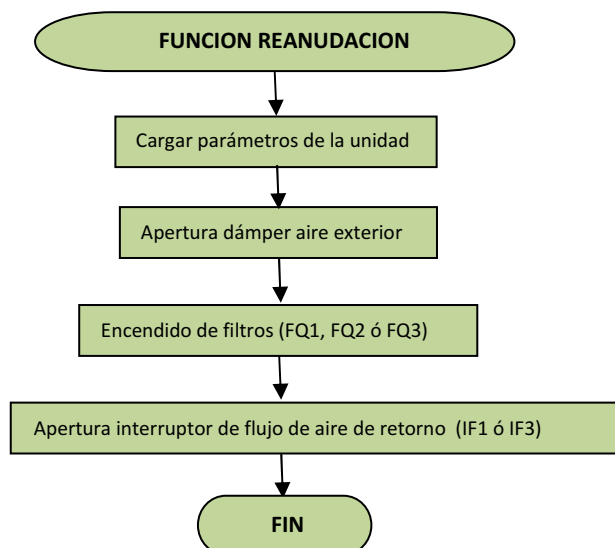 FUNCION REANUDACION
Cargar parámetros de la unidad
Apertura dámper aire exterior
Encendido de filtros (FQ1, FQ2 ó FQ3)
Apertura interruptor de flujo de aire de retorno (IF1 ó IF3)
FIN